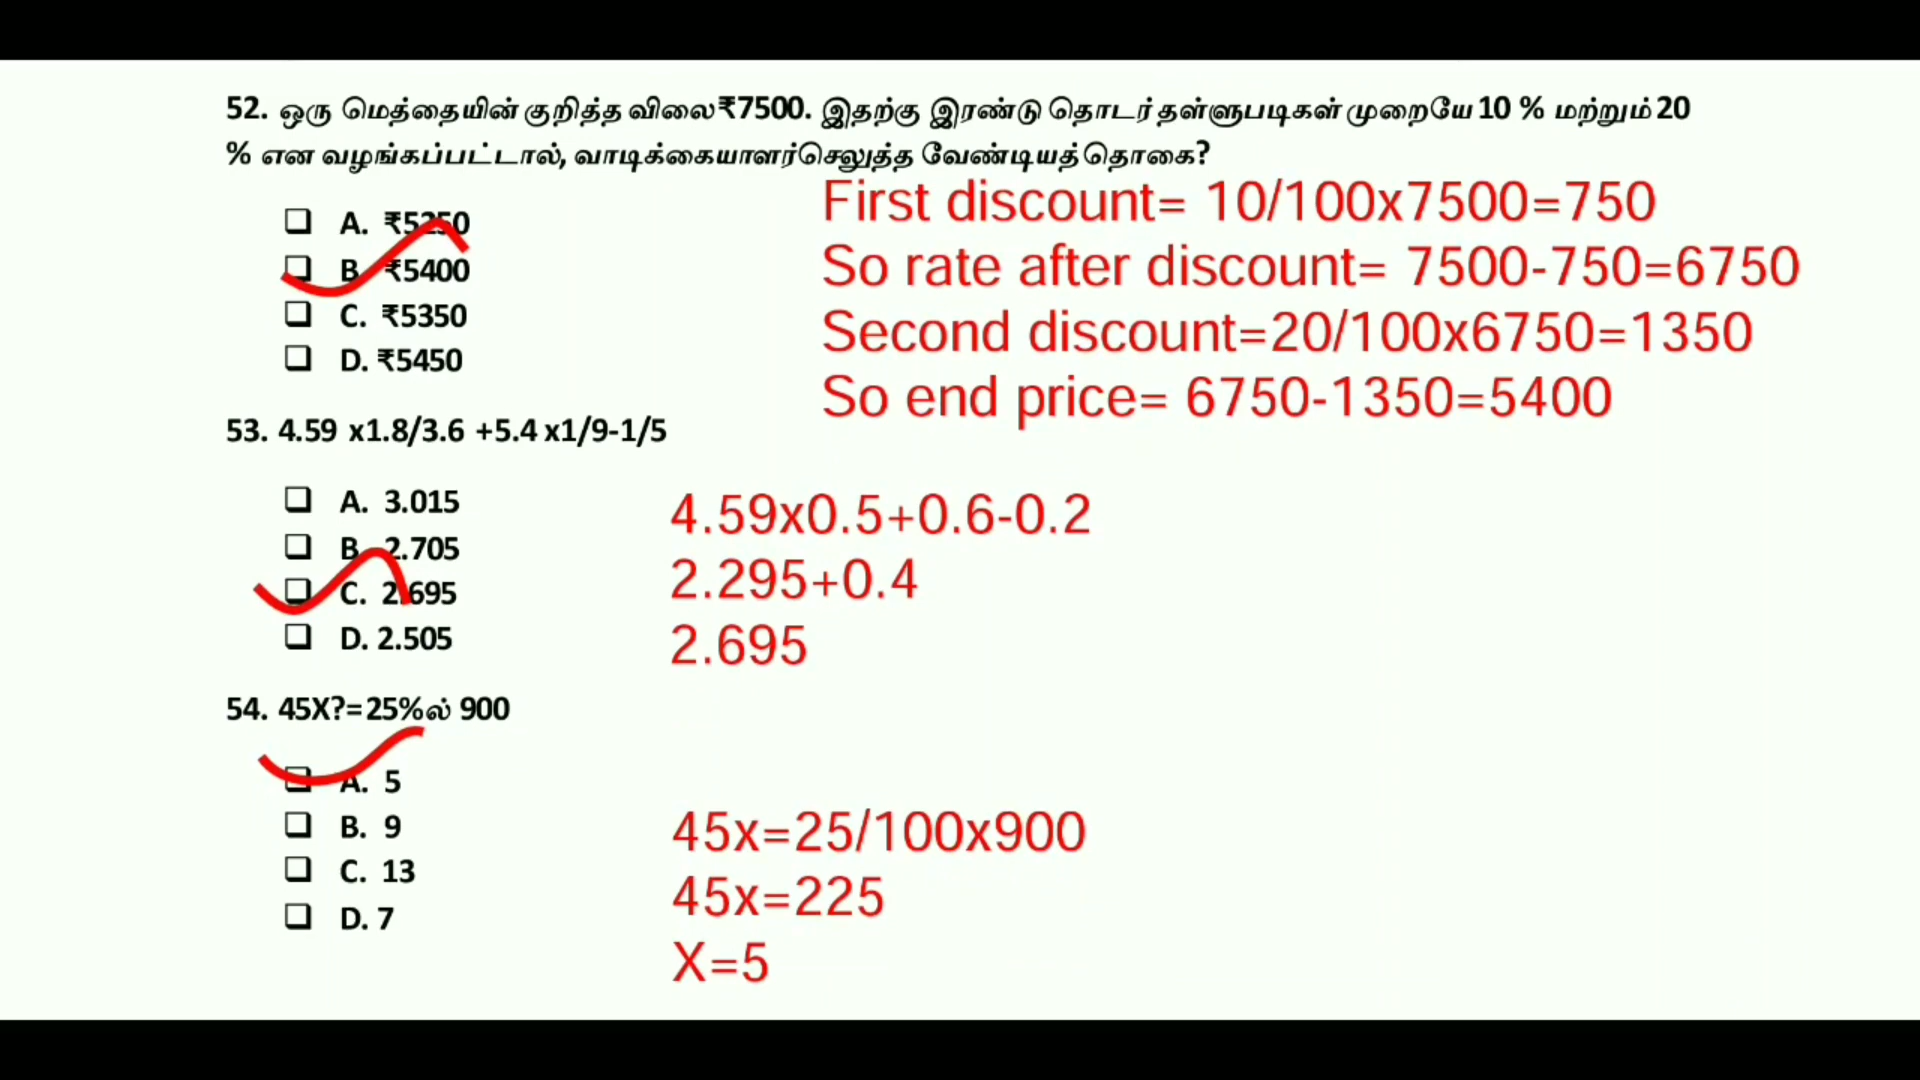 52. ஒரு மெத்தையின் குறித்த விலை ₹7500. இதற்கு இரண்டு தொடர் தள்ளுபடிகள் முறையே 10 % மற்றும் 20
% என வழங்கப்பட்டால், வாடிக்கையாளர் செலுத்த வேண்டியத் தொகை?
First discount= 10/100x7500=750
So rate after discount= 7500-750=6750
Second discount=20/100x6750=1350
So end price= 6750-1350=5400
A. ₹5250
B. ₹5400
C. ₹5350
D. ₹5450
53. 4.59 x1.8/3.6 +5.4 x1/9-1/5
A. 3.015
B. 2.705
C. 2.695
D. 2.505
4.59x0.5+0.6-0.2
2.295+0.4
2.695
54. 45X?=25%ல் 900
A. 5
B. 9
C. 13
D. 7
45x=25/100x900
45x=225
X=5